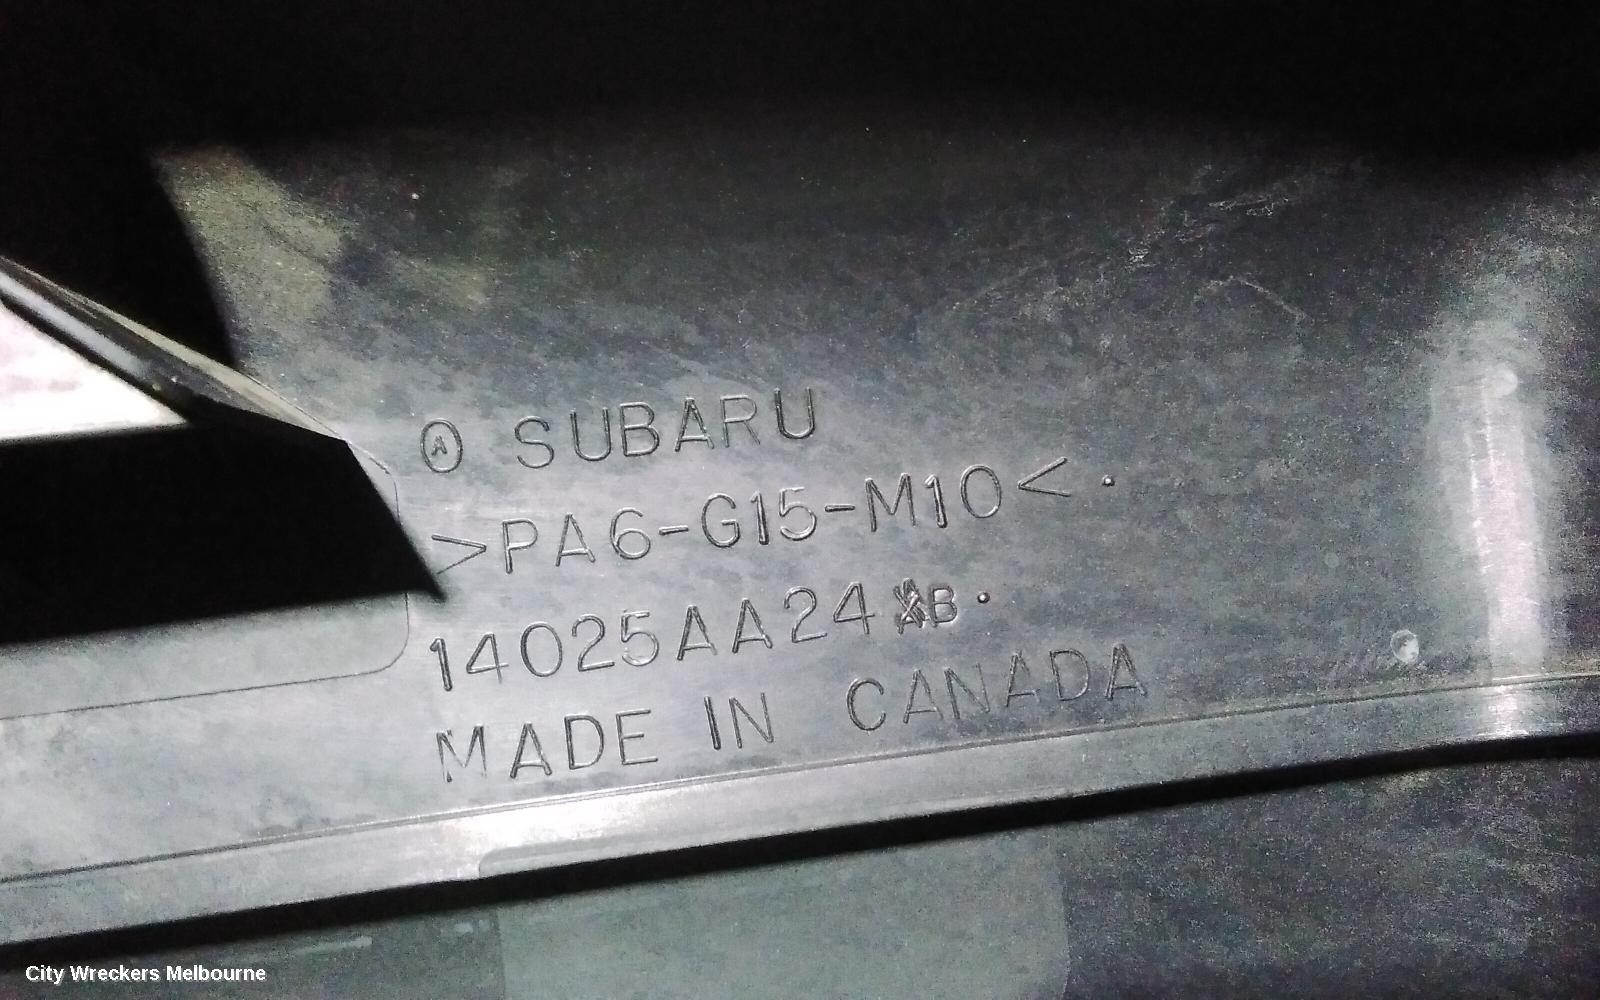 Ⓐ SUBARU
>PA6-G15-M10<.
14025AA24 B.
MADE IN CANADA
City Wreckers Melbourne